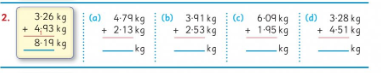 2. 3·26 kg (a) 4·79 kg (b) 3·91 kg (c) 6·09 kg (d) 3·28 kg
+ 4,93 kg + 2·13 kg + 2·53 kg + 1·95 kg + 4·51 kg
8·19 kg kg kg kg kg